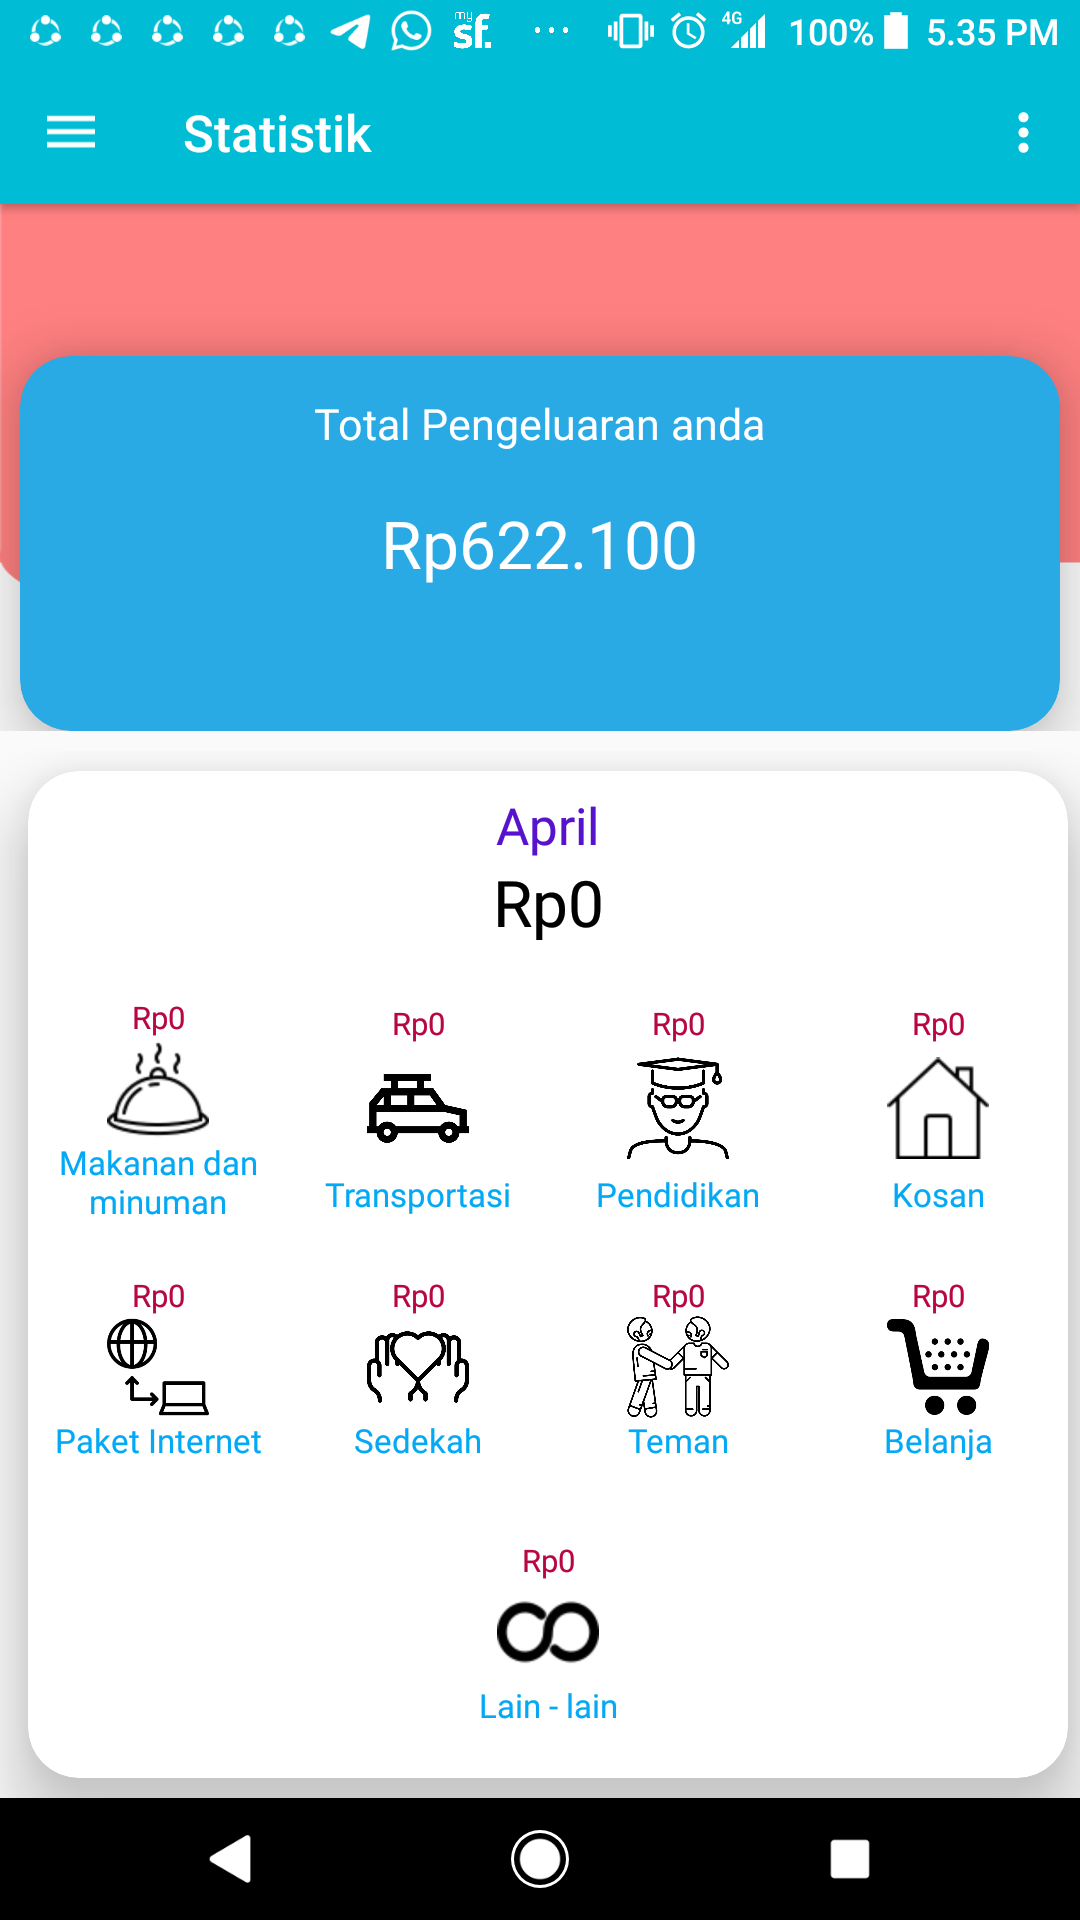 my
sf.
4G
100%
5.35 PM
Statistik
Total Pengeluaran anda
Rp622.100
April
Rp0
Rp0
Makanan dan
minuman
Rp0
Transportasi
Rp0
Pendidikan
Rp0
Kosan
Rp0
Paket Internet
Rp0
Sedekah
Rp0
Teman
Rp0
Belanja
Rp0
Lain - lain